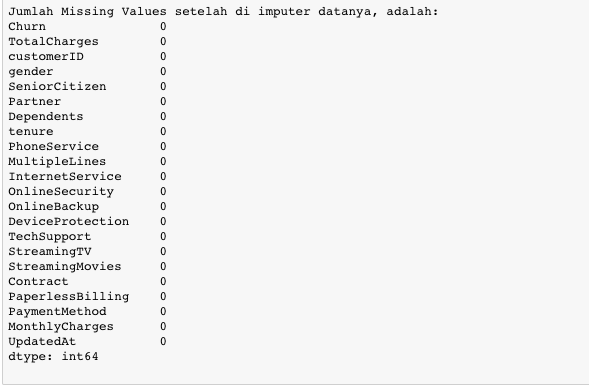 Jumlah Missing Values setelah di imputer datanya, adalah:
Churn 0
TotalCharges 0
customerID 0
gender 0
SeniorCitizen 0
Partner 0
Dependents 0
tenure 0
PhoneService 0
MultipleLines 0
InternetService 0
OnlineSecurity 0
OnlineBackup 0
DeviceProtection 0
TechSupport 0
StreamingTV 0
StreamingMovies 0
Contract 0
PaperlessBilling 0
PaymentMethod 0
MonthlyCharges 0
UpdatedAt 0
dtype: int64